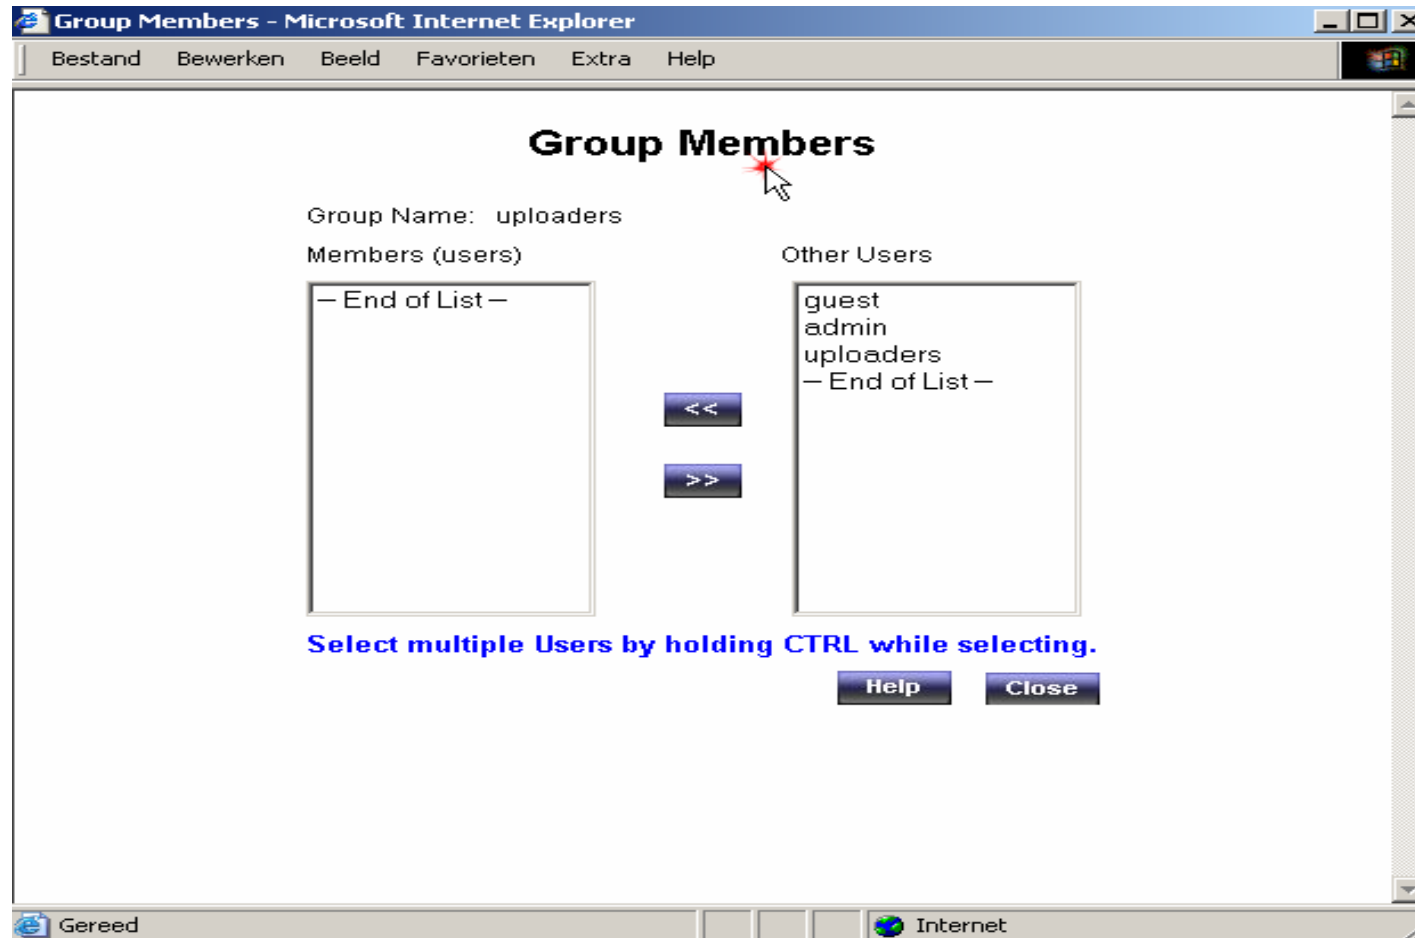 Group Members - Microsoft Internet Explorer
Bestand Bewerken Beeld Favorieten Extra Help
Group Members
Group Name: uploaders
Members (users) Other Users
-- End of List -- guest
admin
uploaders
-- End of List --
<<
>>
Select multiple Users by holding CTRL while selecting.
Help Close
Gereed Internet